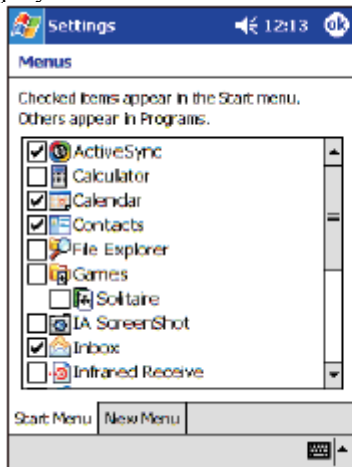 Settings 12:13 ok
Menus
Checked items appear in the Start menu.
Others appear in Programs.
ActiveSync
Calculator
Calendar
Contacts
File Explorer
Games
Solitaire
IA ScreenShot
Inbox
Infrared Receive
Start Menu New Menu